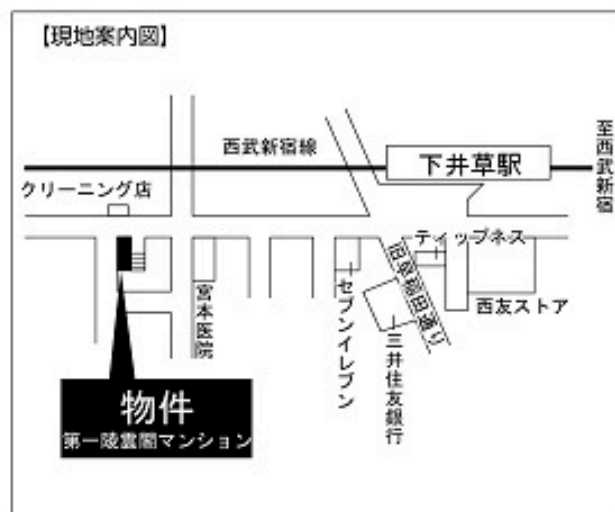 【現地案内図】
西武新宿線
下井草駅
至西武新宿
クリーニング店
ティップネス
旧早稲田通り
西友ストア
宮本医院
セブンイレブン
三井住友銀行
物件
第一陵雲閣マンション